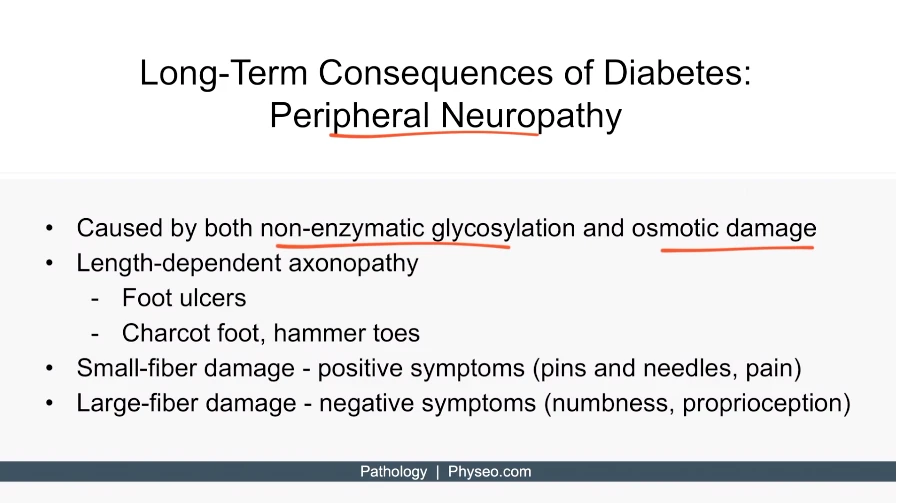 Long-Term Consequences of Diabetes:
Peripheral Neuropathy
• Caused by both non-enzymatic glycosylation and osmotic damage
• Length-dependent axonopathy
- Foot ulcers
- Charcot foot, hammer toes
• Small-fiber damage - positive symptoms (pins and needles, pain)
• Large-fiber damage - negative symptoms (numbness, proprioception)
Pathology | Physeo.com